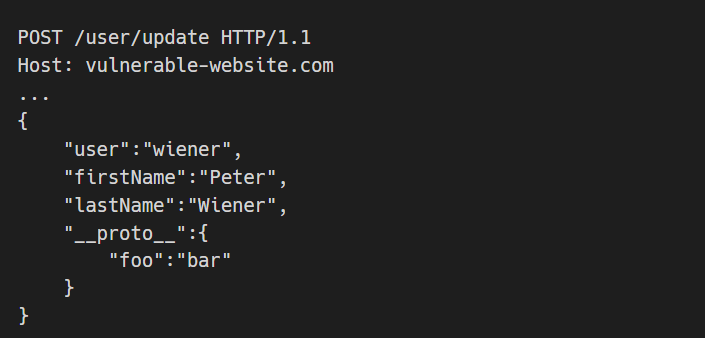 POST /user/update HTTP/1.1
Host: vulnerable-website.com
...
{
    "user":"wiener",
    "firstName":"Peter",
    "lastName":"Wiener",
    "__proto__":{
        "foo":"bar"
    }
}